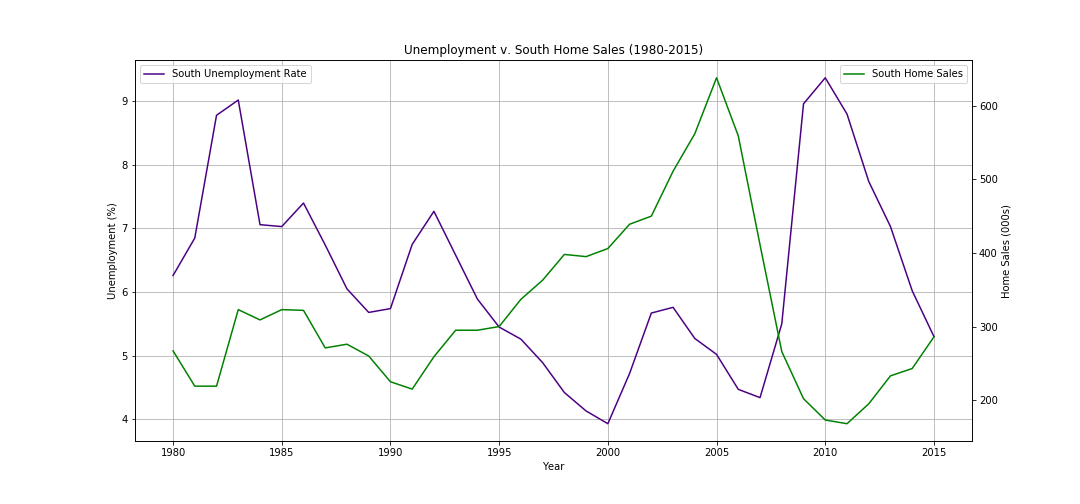 Unemployment v. South Home Sales (1980-2015)
South Unemployment Rate
South Home Sales
Unemployment (%)
9
8
7
6
5
4
600
500
400
300
200
Home Sales (000s)
1980 1985 1990 1995 2000 2005 2010 2015
Year